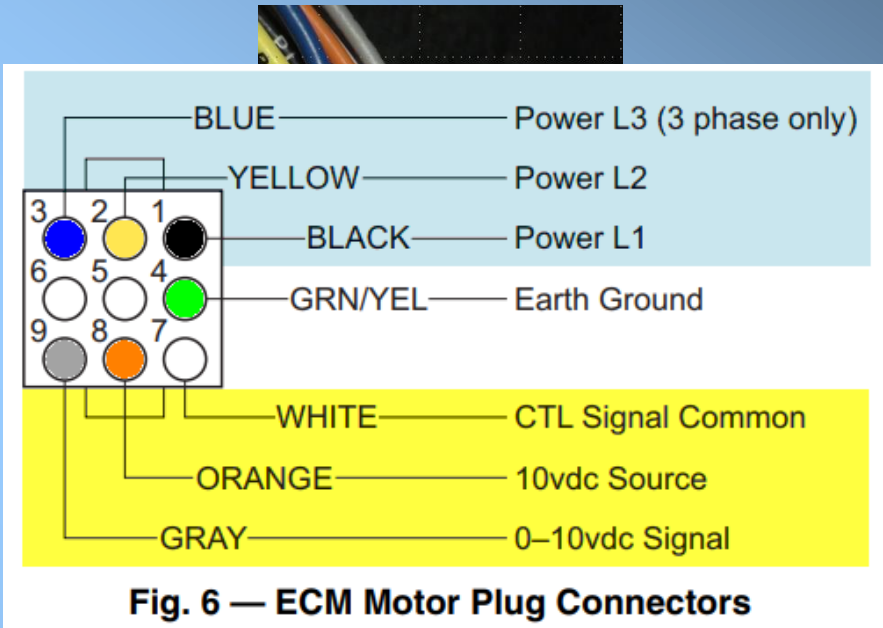 BLUE Power L3 (3 phase only)
YELLOW Power L2
3 2 1
BLACK Power L1
6 5 4
GRN/YEL Earth Ground
9 8 7
WHITE CTL Signal Common
ORANGE 10vdc Source
GRAY 0–10vdc Signal
Fig. 6 — ECM Motor Plug Connectors